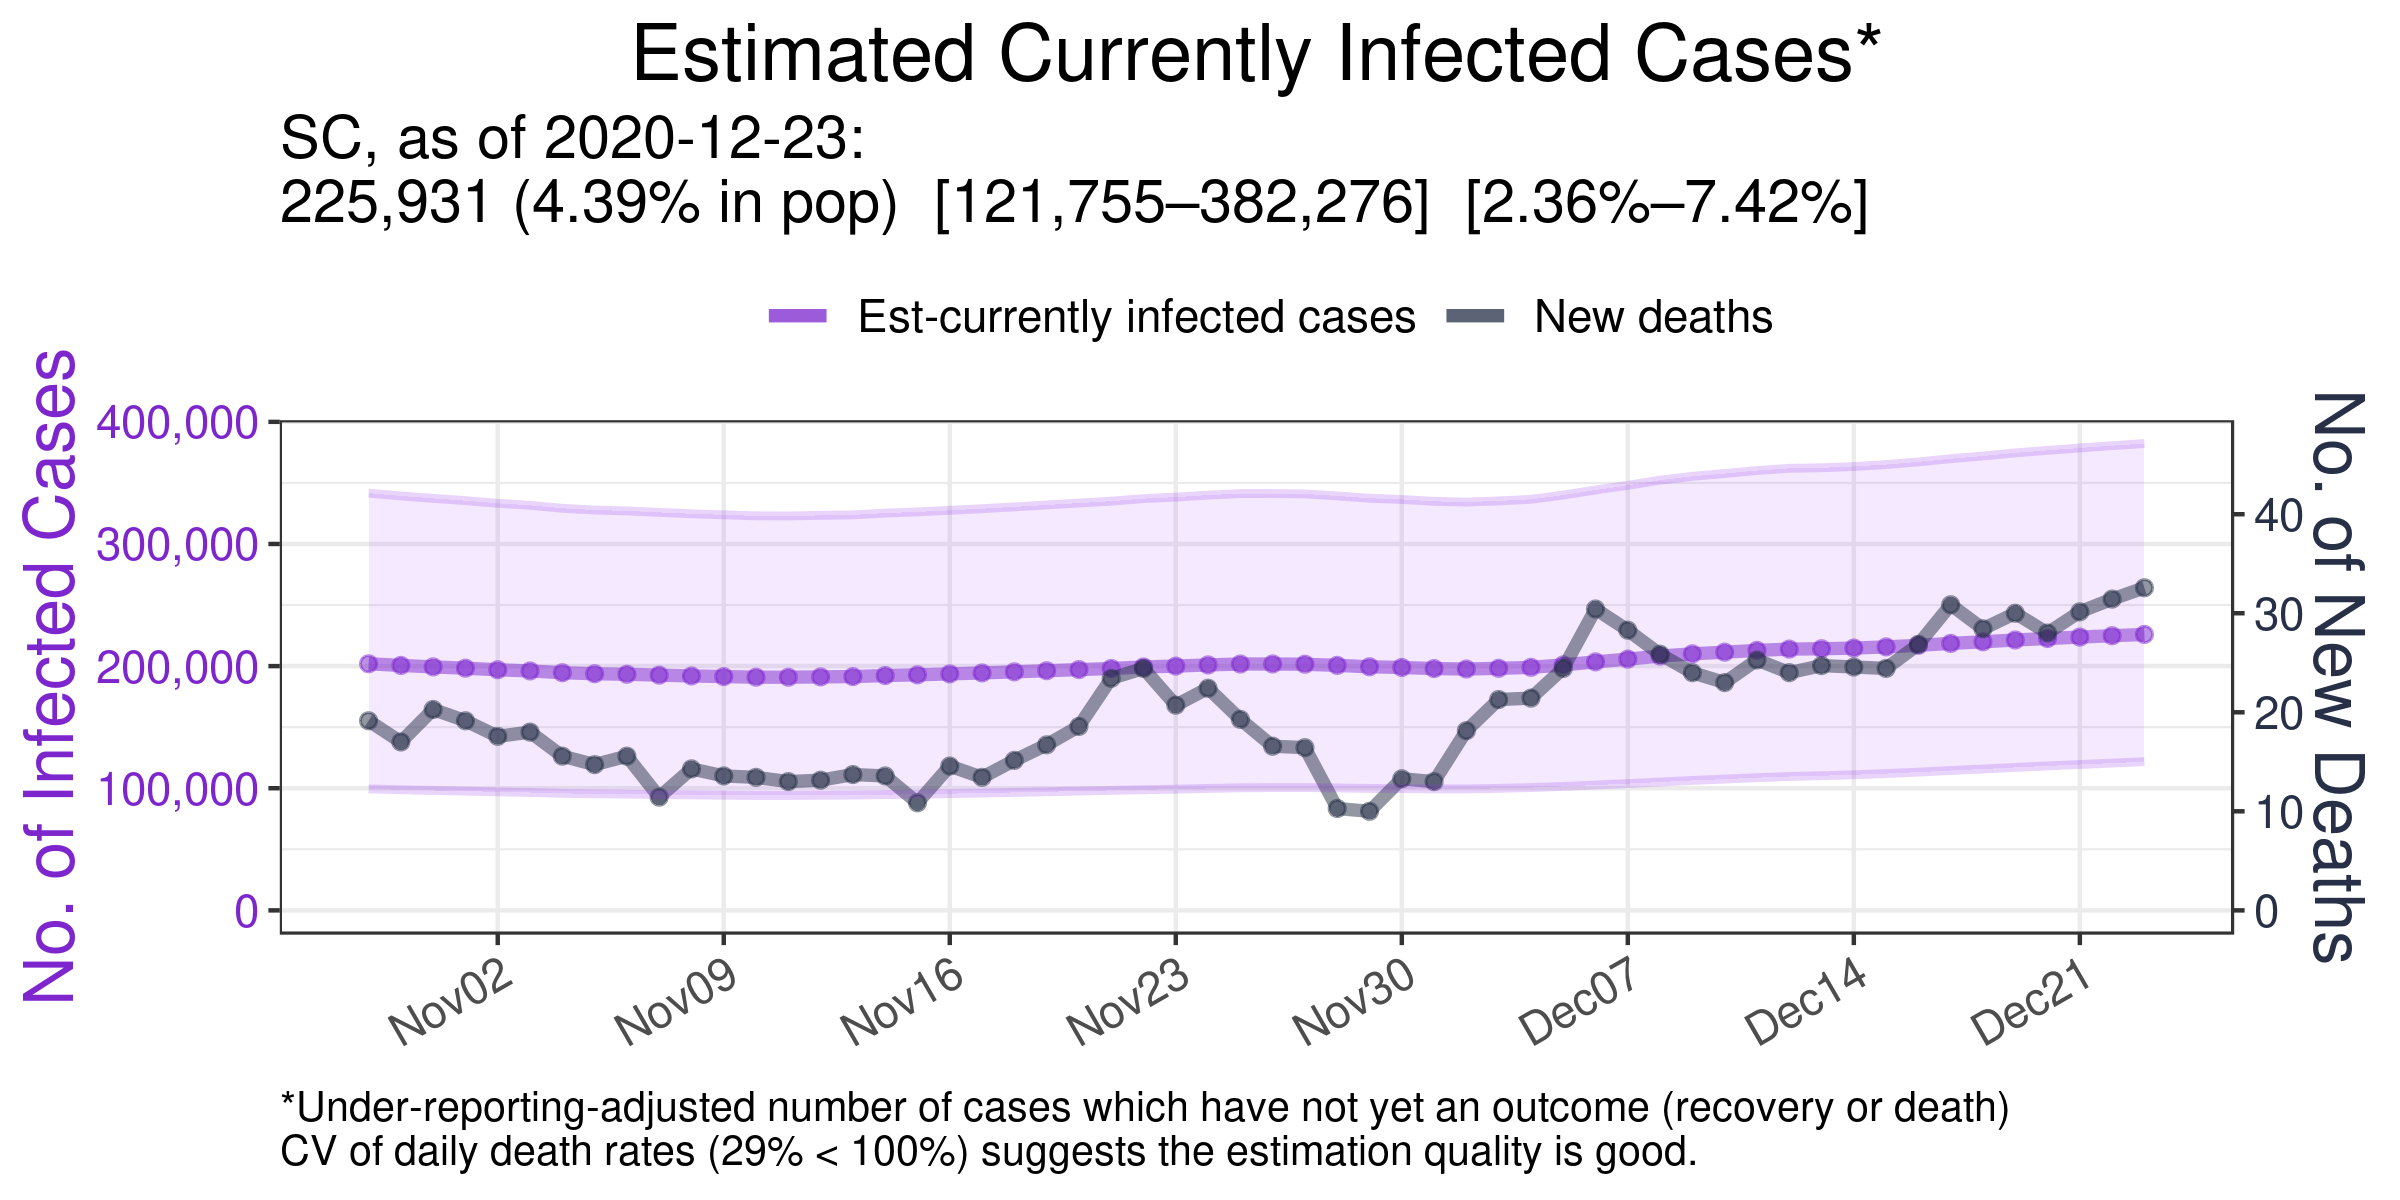 Estimated Currently Infected Cases*
SC, as of 2020-12-23:
225,931 (4.39% in pop) [121,755–382,276] [2.36%–7.42%]
Est-currently infected cases New deaths
No. of Infected Cases
400,000
300,000
200,000
100,000
0
40
30
20
10
0
No. of New Deaths
Nov02 Nov09 Nov16 Nov23 Nov30 Dec07 Dec14 Dec21
*Under-reporting-adjusted number of cases which have not yet an outcome (recovery or death)
CV of daily death rates (29% < 100%) suggests the estimation quality is good.